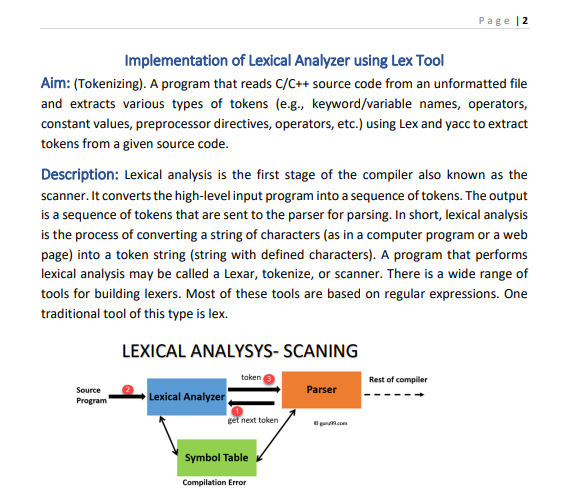 Page | 2
Implementation of Lexical Analyzer using Lex Tool
Aim: (Tokenizing). A program that reads C/C++ source code from an unformatted file
and extracts various types of tokens (e.g., keyword/variable names, operators,
constant values, preprocessor directives, operators, etc.) using Lex and yacc to extract
tokens from a given source code.
Description: Lexical analysis is the first stage of the compiler also known as the
scanner. It converts the high-level input program into a sequence of tokens. The output
is a sequence of tokens that are sent to the parser for parsing. In short, lexical analysis
is the process of converting a string of characters (as in a computer program or a web
page) into a token string (string with defined characters). A program that performs
lexical analysis may be called a Lexar, tokenize, or scanner. There is a wide range of
tools for building lexers. Most of these tools are based on regular expressions. One
traditional tool of this type is lex.
LEXICAL ANALYSYS- SCANING
Source
Program
2
Lexical Analyzer
token 3
1
get next token
Parser
Rest of compiler
© guru99.com
Symbol Table
Compilation Error